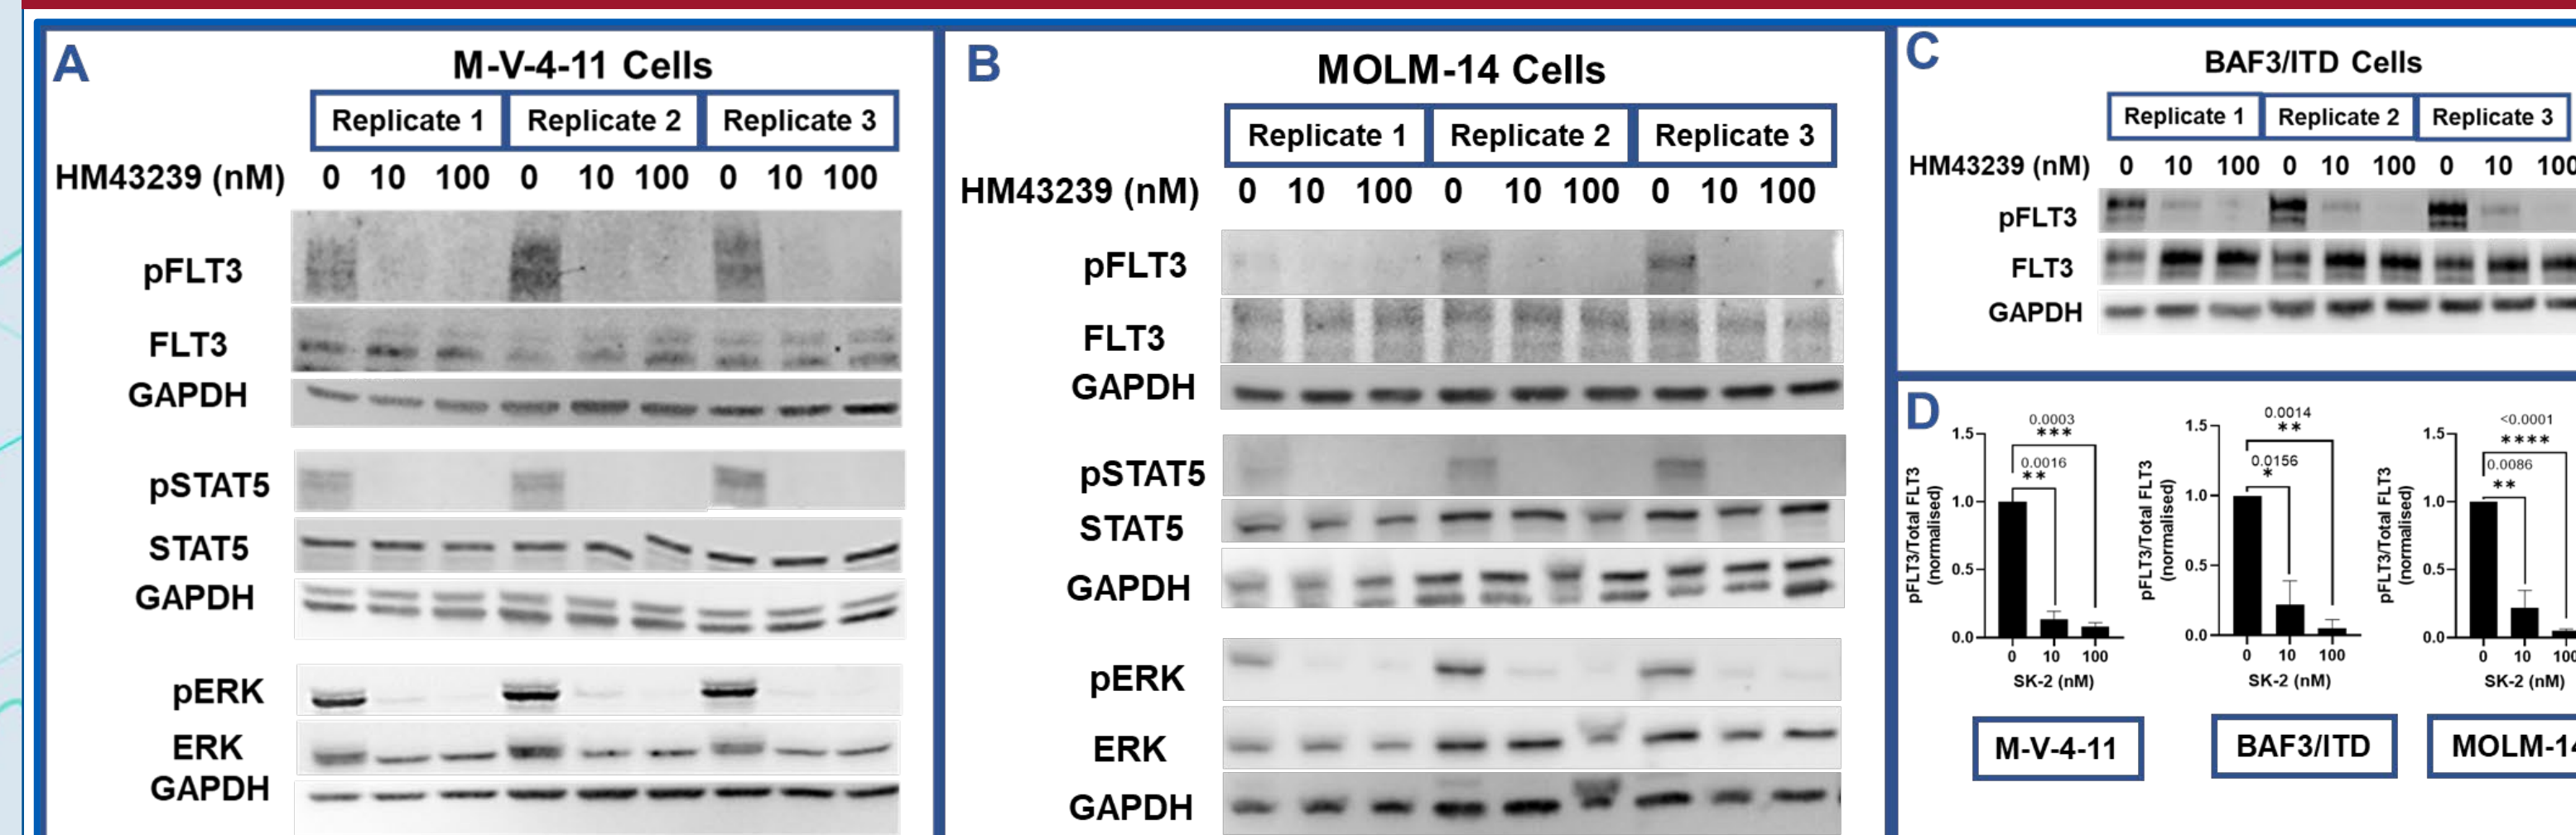 A
M-V-4-11 Cells
Replicate 1 Replicate 2 Replicate 3
HM43239 (nM) 0 10 100 0 10 100 0 10 100
pFLT3
FLT3
GAPDH
pSTAT5
STAT5
GAPDH
pERK
ERK
GAPDH
B
MOLM-14 Cells
Replicate 1 Replicate 2 Replicate 3
HM43239 (nM) 0 10 100 0 10 100 0 10 100
pFLT3
FLT3
GAPDH
pSTAT5
STAT5
GAPDH
pERK
ERK
GAPDH
C
BAF3/ITD Cells
Replicate 1 Replicate 2 Replicate 3
HM43239 (nM) 0 10 100 0 10 100 0 10 100
pFLT3
FLT3
GAPDH
D
pFLT3/Total FLT3
(normalised)
1.5
1.0
0.5
0.0
0.0003
***
0.0016
**
0 10 100
SK-2 (nM)
M-V-4-11
pFLT3/Total FLT3
(normalised)
1.5
1.0
0.5
0.0
0.0014
**
0.0156
*
0 10 100
SK-2 (nM)
BAF3/ITD
pFLT3/Total FLT3
(normalised)
1.5
1.0
0.5
0.0
<0.0001
****
0.0086
**
0 10 100
SK-2 (nM)
MOLM-14